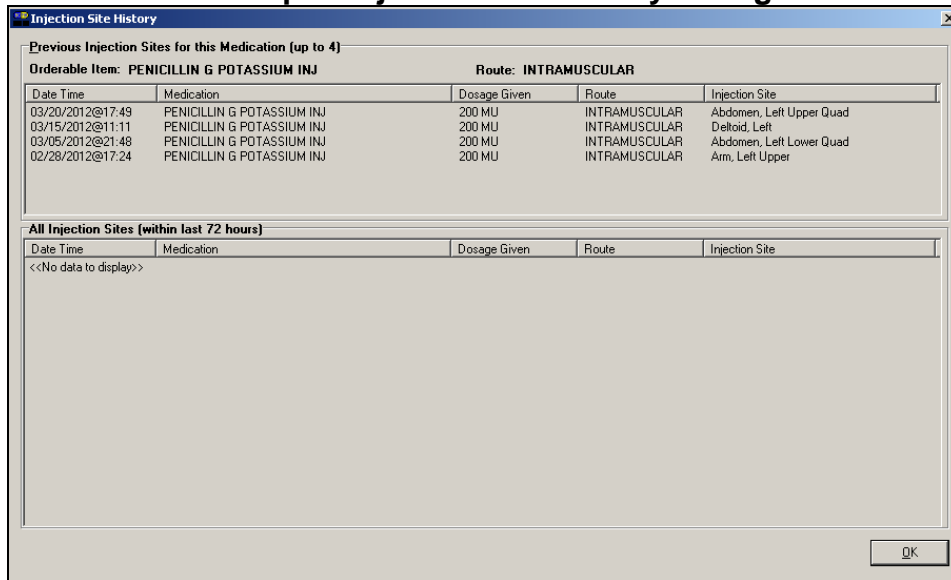 Injection Site History
Previous Injection Sites for this Medication (up to 4)
Orderable Item: PENICILLIN G POTASSIUM INJ Route: INTRAMUSCULAR
Date Time Medication Dosage Given Route Injection Site
03/20/2012@17:49 PENICILLIN G POTASSIUM INJ 200 MU INTRAMUSCULAR Abdomen, Left Upper Quad
03/15/2012@11:11 PENICILLIN G POTASSIUM INJ 200 MU INTRAMUSCULAR Deltoid, Left
03/05/2012@21:48 PENICILLIN G POTASSIUM INJ 200 MU INTRAMUSCULAR Abdomen, Left Lower Quad
02/28/2012@17:24 PENICILLIN G POTASSIUM INJ 200 MU INTRAMUSCULAR Arm, Left Upper
All Injection Sites (within last 72 hours)
Date Time Medication Dosage Given Route Injection Site
<<No data to display>>
OK